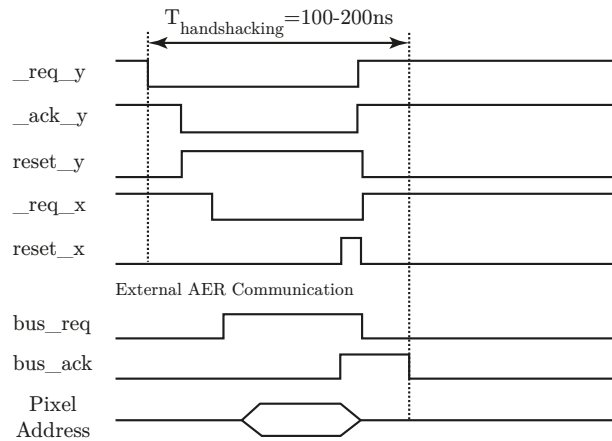 T_handshacking=100-200ns
_req_y
_ack_y
reset_y
_req_x
reset_x
External AER Communication
bus_req
bus_ack
Pixel
Address